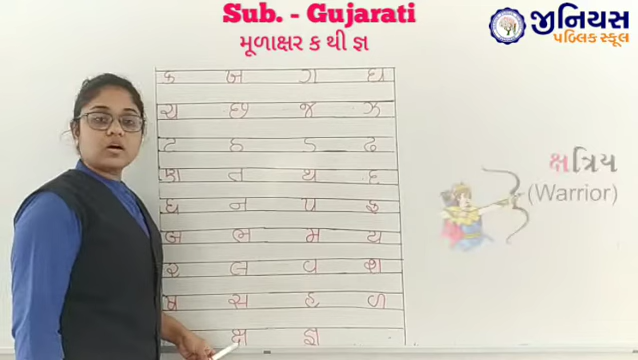 Sub. - Gujarati
મૂળાક્ષર ક થી જ્ઞ
જીનિયસ
પબ્લિક સ્કૂલ
ક ખ ગ ઘ
ચ છ જ ઝ
ટ ઠ ડ ઢ
ણ ત થ દ
ધ ન પ ફ
બ ભ મ ય
ર લ વ શ
ષ સ હ ળ
ક્ષ જ્ઞ
ક્ષત્રિય
(Warrior)